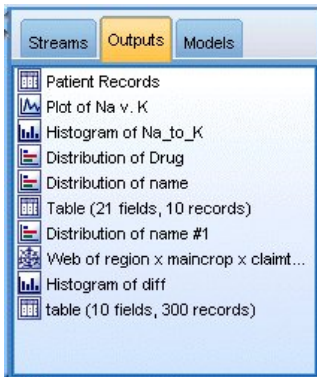 Streams Outputs Models
Patient Records
Plot of Na v. K
Histogram of Na_to_K
Distribution of Drug
Distribution of name
Table (21 fields, 10 records)
Distribution of name #1
Web of region x maincrop x claimt...
Histogram of diff
table (10 fields, 300 records)